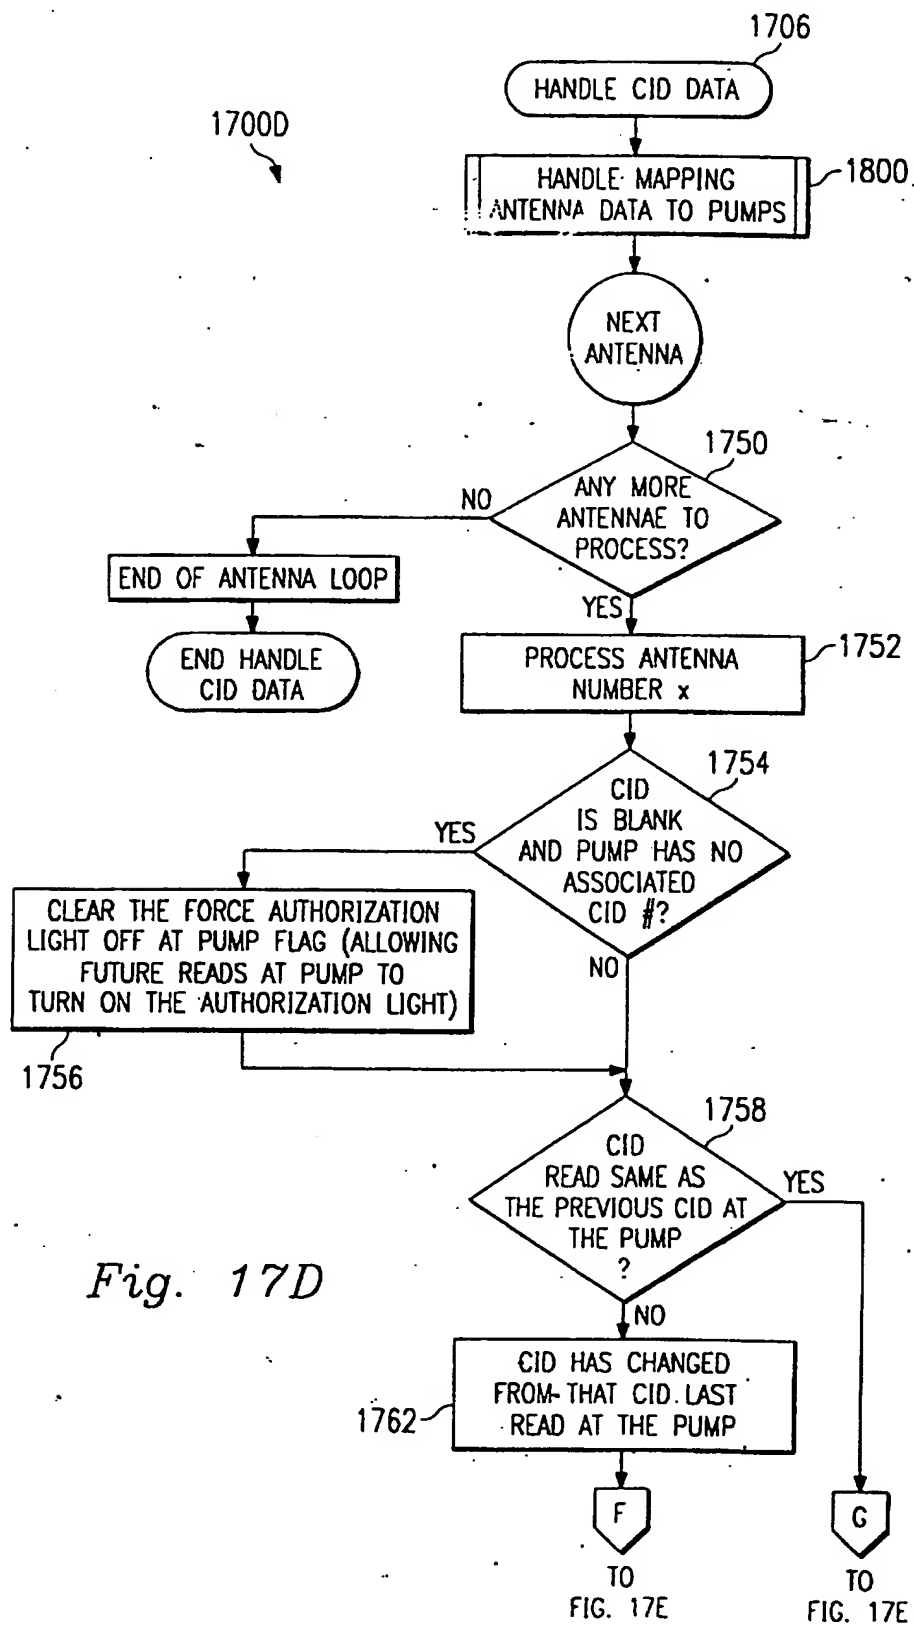 1706
HANDLE CID DATA
1700D
HANDLE MAPPING
ANTENNA DATA TO PUMPS
1800
NEXT
ANTENNA
1750
ANY MORE
ANTENNAE TO
PROCESS?
NO
YES
END OF ANTENNA LOOP
END HANDLE
CID DATA
PROCESS ANTENNA
NUMBER x
1752
1754
CID
IS BLANK
AND PUMP HAS NO
ASSOCIATED
CID #?
YES
NO
CLEAR THE FORCE AUTHORIZATION
LIGHT OFF AT PUMP FLAG (ALLOWING
FUTURE READS AT PUMP TO
TURN ON THE AUTHORIZATION LIGHT)
1756
1758
CID
READ SAME AS
THE PREVIOUS CID AT
THE PUMP
?
YES
NO
Fig. 17D
CID HAS CHANGED
FROM THAT CID LAST
READ AT THE PUMP
1762
F
G
TO
FIG. 17E
TO
FIG. 17E